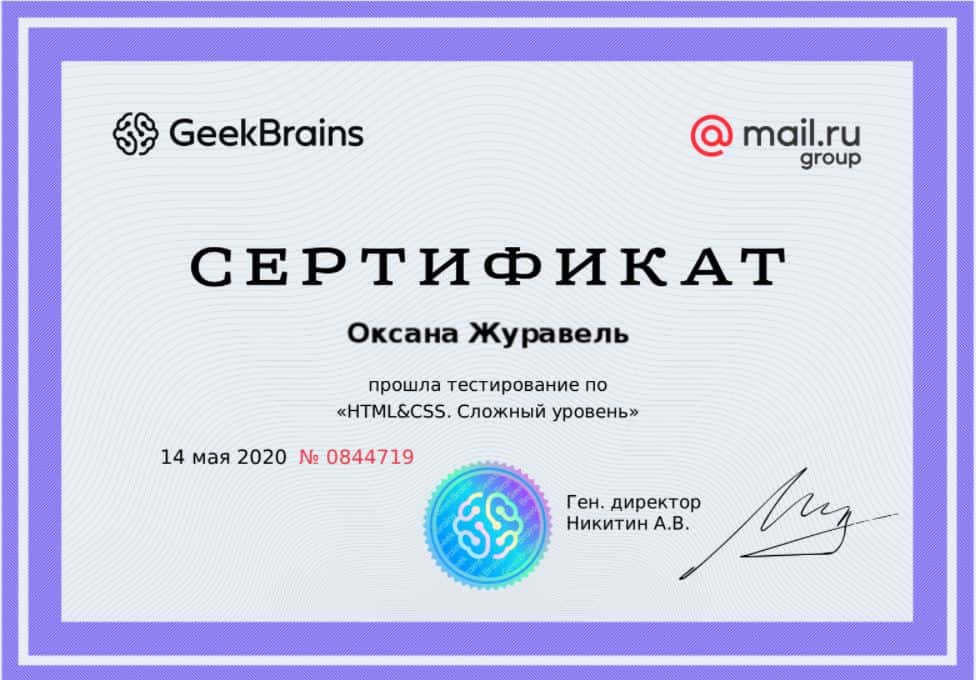 GeekBrains
@mail.ru
group
СЕРТИФИКАТ
Оксана Журавель
прошла тестирование по
«HTML&CSS. Сложный уровень»
14 мая 2020 № 0844719
Ген. директор
Никитин А.В.